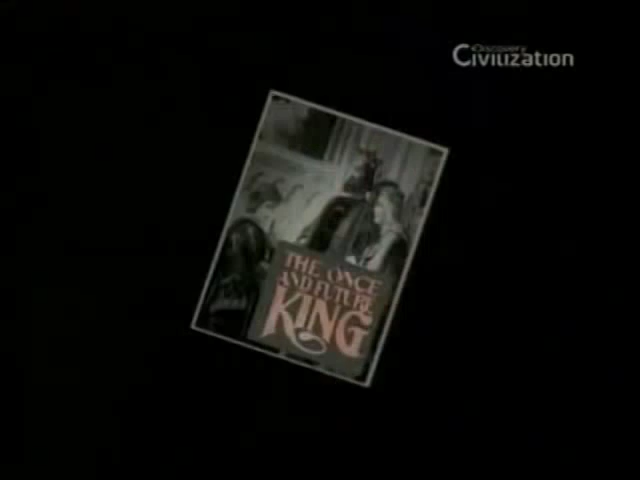 Discovery
Civilization
THE ONCE
AND FUTURE
KING